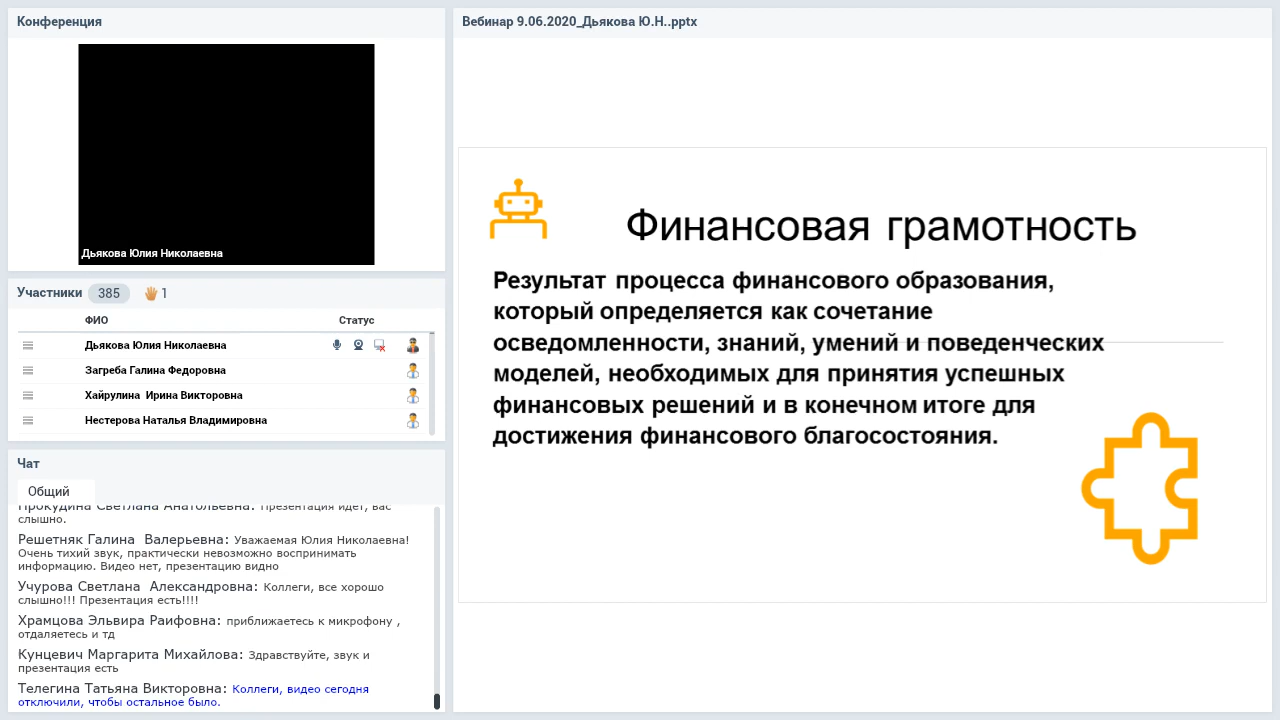 Конференция
Дьякова Юлия Николаевна
Участники 385 1
ФИО Статус
Дьякова Юлия Николаевна
Загреба Галина Федоровна
Хайрулина  Ирина Викторовна
Нестерова Наталья Владимировна
Чат
Общий
Прокудина Светлана Анатольевна: Презентация идет, вас
слышно.
Решетняк Галина  Валерьевна: Уважаемая Юлия Николаевна!
Очень тихий звук, практически невозможно воспринимать
информацию. Видео нет, презентацию видно
Учурова Светлана  Александровна: Коллеги, все хорошо
слышно!!! Презентация есть!!!!
Храмцова Эльвира Раифовна: приближаетесь к микрофону ,
отдаляетесь и тд
Кунцевич Маргарита Михайлова: Здравствуйте, звук и
презентация есть
Телегина Татьяна Викторовна: Коллеги, видео сегодня
отключили, чтобы остальное было.
Вебинар 9.06.2020_Дьякова Ю.Н..pptx
Финансовая грамотность
Результат процесса финансового образования,
который определяется как сочетание
осведомленности, знаний, умений и поведенческих
моделей, необходимых для принятия успешных
финансовых решений и в конечном итоге для
достижения финансового благосостояния.